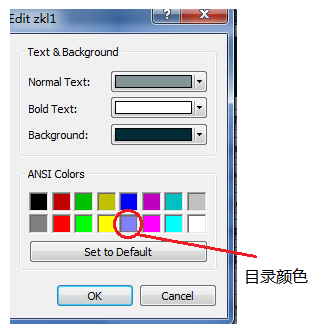 Edit zkl1
Text & Background
Normal Text:
Bold Text:
Background:
ANSI Colors
Set to Default
目录颜色
OK
Cancel